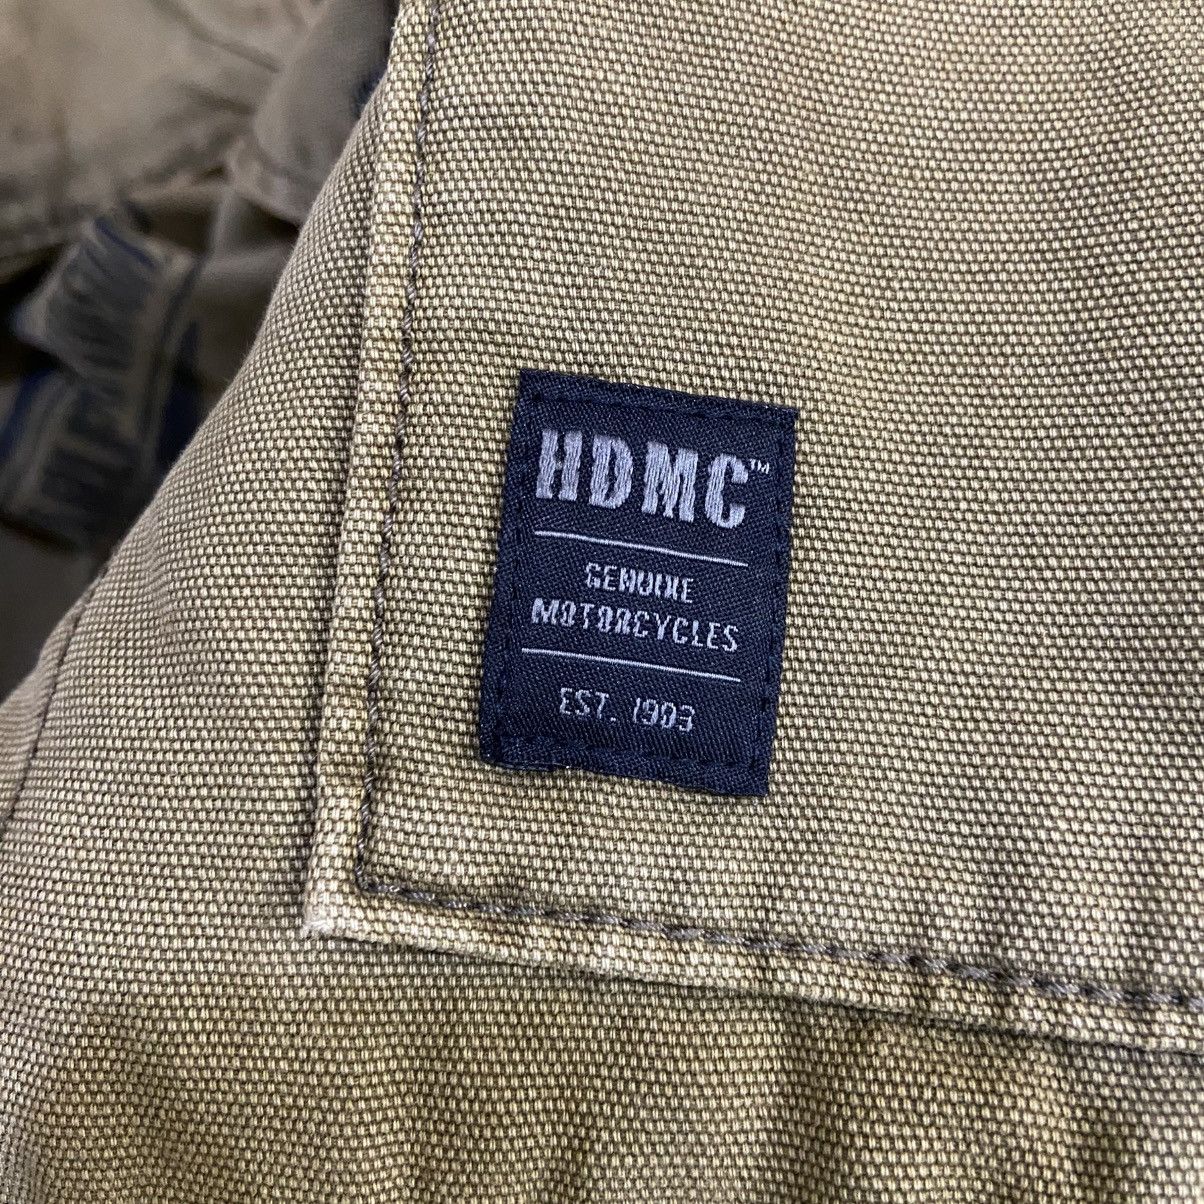 HDMC™
GENUINE
MOTORCYCLES
EST. 1903